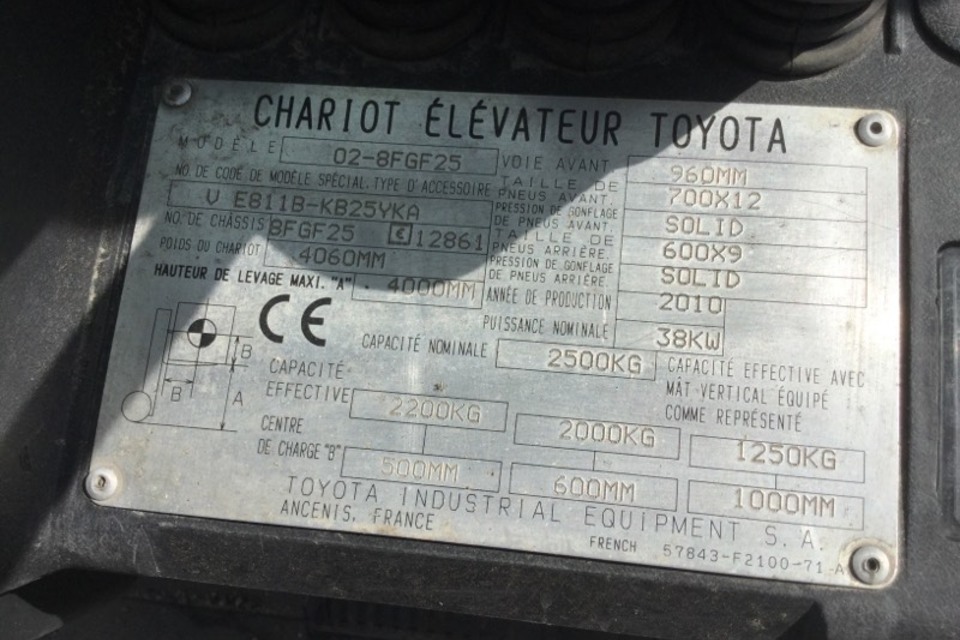 CHARIOT ÉLÉVATEUR TOYOTA
MODÈLE 02-8FGF25
NO. DE CODE DE MODÈLE SPÉCIAL, TYPE D'ACCESSOIRE
V E811B-KB25YKA
NO. DE CHÂSSIS 8FGF25 E 12861
POIDS DU CHARIOT 4060MM
HAUTEUR DE LEVAGE MAXI. "A" 4000MM
VOIE AVANT 960MM
TAILLE DE PNEUS AVANT. 700X12
PRESSION DE GONFLAGE DE PNEUS AVANT. SOLID
TAILLE DE PNEUS ARRIÈRE. 600X9
PRESSION DE GONFLAGE DE PNEUS ARRIÈRE. SOLID
ANNÉE DE PRODUCTION 2010
PUISSANCE NOMINALE 38KW
CE
CAPACITÉ NOMINALE 2500KG
CAPACITÉ EFFECTIVE AVEC
MÂT-VERTICAL ÉQUIPÉ
COMME REPRÉSENTÉ
B
B
A
CAPACITÉ
EFFECTIVE 2200KG 2000KG 1250KG
CENTRE
DE CHARGE "B" 500MM 600MM 1000MM
TOYOTA INDUSTRIAL EQUIPMENT S.A.
ANCENIS, FRANCE
FRENCH 57843-F2100-71-A